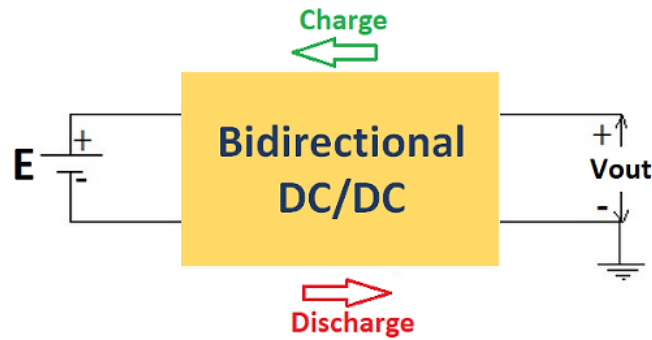 Charge
Bidirectional
DC/DC
E
+
-
+
Vout
-
Discharge